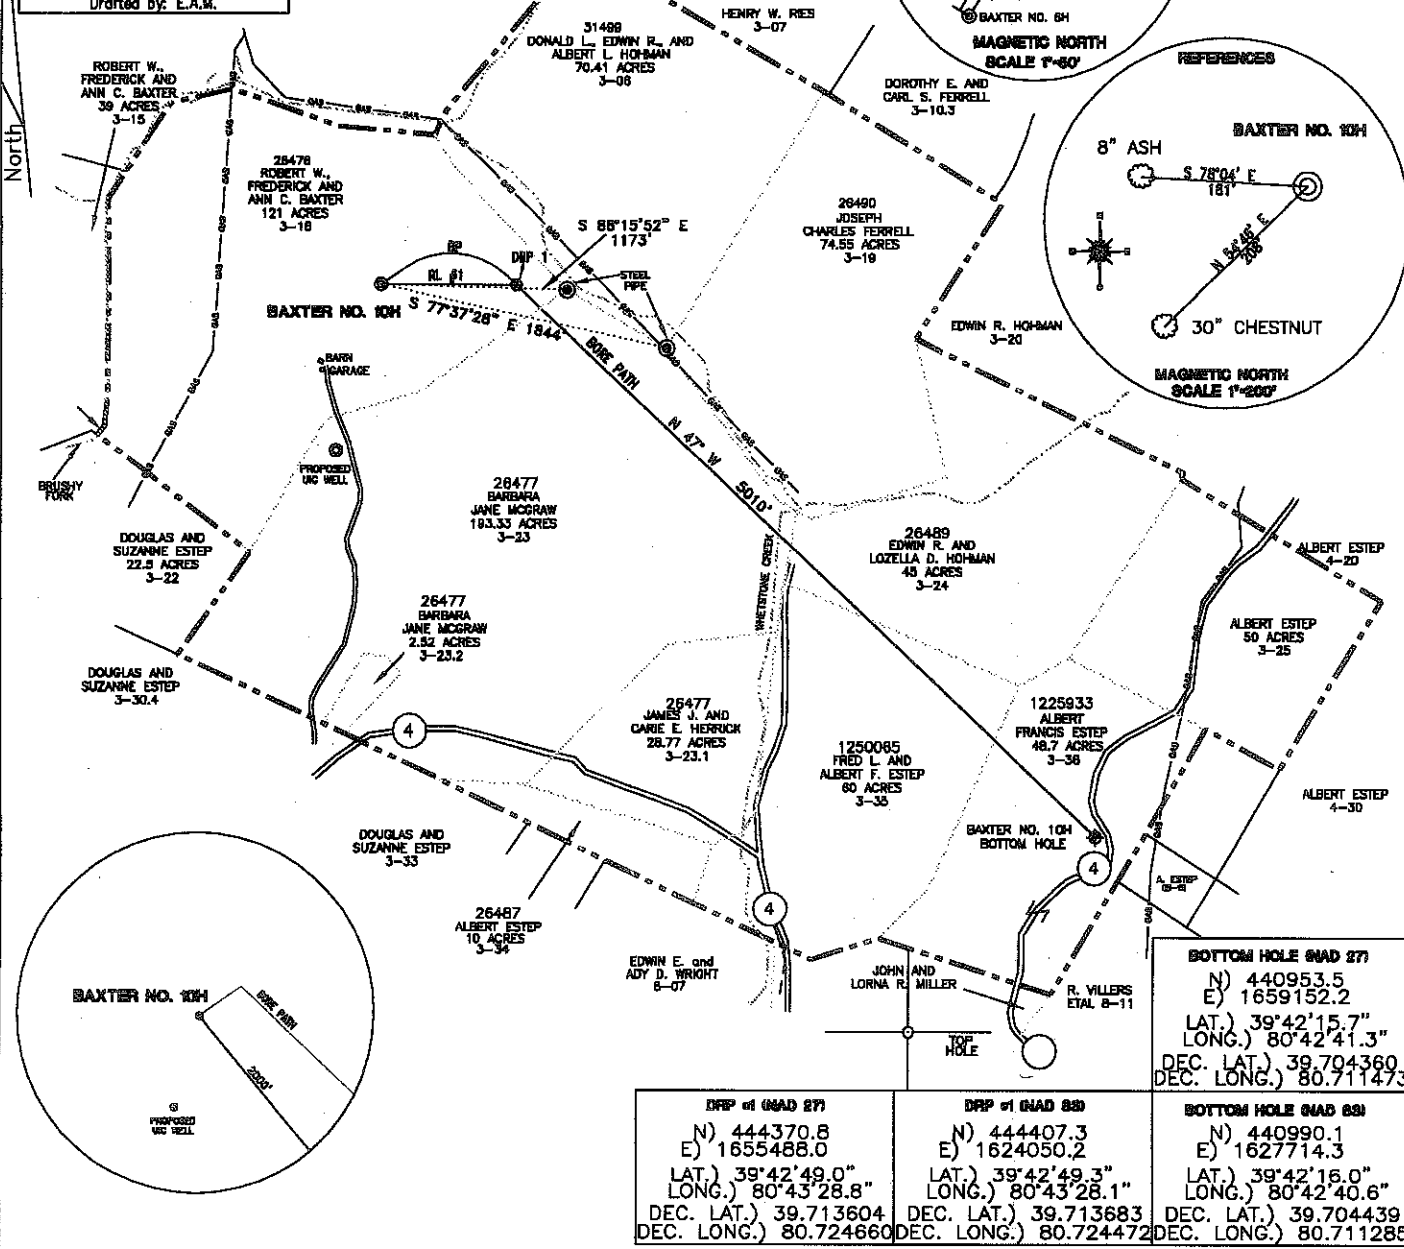 Drafted by: E.A.M.
North
ROBERT W.,
FREDERICK AND
ANN C. BAXTER
39 ACRES
3-15
31499
DONALD L., EDWIN R., AND
ALBERT L. HOHMAN
70.41 ACRES
3-06
HENRY W. RIES
3-07
BAXTER NO. 6H
MAGNETIC NORTH
SCALE 1"=60'
DOROTHY E. AND
CARL S. FERRELL
3-10.3
REFERENCES
BAXTER NO. 10H
8" ASH
S 78°04' E
181'
N 54°46' E
208'
30" CHESTNUT
MAGNETIC NORTH
SCALE 1"=200'
26478
ROBERT W.,
FREDERICK AND
ANN C. BAXTER
121 ACRES
3-16
26490
JOSEPH
CHARLES FERRELL
74.55 ACRES
3-19
S 86°15'52" E
1173'
DRP 1
RL #1
STEEL
PIPE
BAXTER NO. 10H
S 77°37'28" E 1844'
EDWIN R. HOHMAN
3-20
BARN
GARAGE
BORE PATH
N 47° W
5010'
PROPOSED
UIC WELL
BRUSHY
FORK
26477
BARBARA
JANE MCGRAW
193.33 ACRES
3-23
DOUGLAS AND
SUZANNE ESTEP
22.5 ACRES
3-22
WHETSTONE CREEK
26489
EDWIN R. AND
LOZELLA D. HOHMAN
45 ACRES
3-24
ALBERT ESTEP
4-20
26477
BARBARA
JANE MCGRAW
2.52 ACRES
3-23.2
ALBERT ESTEP
50 ACRES
3-25
DOUGLAS AND
SUZANNE ESTEP
3-30.4
26477
JAMES J. AND
CARIE E. HERRICK
28.77 ACRES
3-23.1
1225933
ALBERT
FRANCIS ESTEP
48.7 ACRES
3-36
4
1250065
FRED L. AND
ALBERT F. ESTEP
60 ACRES
3-35
ALBERT ESTEP
4-30
DOUGLAS AND
SUZANNE ESTEP
3-33
BAXTER NO. 10H
BOTTOM HOLE
4
A. ESTEP
4
26487
ALBERT ESTEP
10 ACRES
3-34
EDWIN E. and
ADY D. WRIGHT
6-07
JOHN AND
LORNA R. MILLER
R. VILLERS
ETAL 8-11
TOP
HOLE
BAXTER NO. 10H
BORE PATH
2000'
PROPOSED
UIC WELL
BOTTOM HOLE (NAD 27)
N) 440953.5
E) 1659152.2
LAT.) 39°42'15.7"
LONG.) 80°42'41.3"
DEC. LAT.) 39.704360
DEC. LONG.) 80.711473
DRP #1 (NAD 27)
N) 444370.8
E) 1655488.0
LAT.) 39°42'49.0"
LONG.) 80°43'28.8"
DEC. LAT.) 39.713604
DEC. LONG.) 80.724660
DRP #1 (NAD 83)
N) 444407.3
E) 1624050.2
LAT.) 39°42'49.3"
LONG.) 80°43'28.1"
DEC. LAT.) 39.713683
DEC. LONG.) 80.724472
BOTTOM HOLE (NAD 83)
N) 440990.1
E) 1627714.3
LAT.) 39°42'16.0"
LONG.) 80°42'40.6"
DEC. LAT.) 39.704439
DEC. LONG.) 80.711285